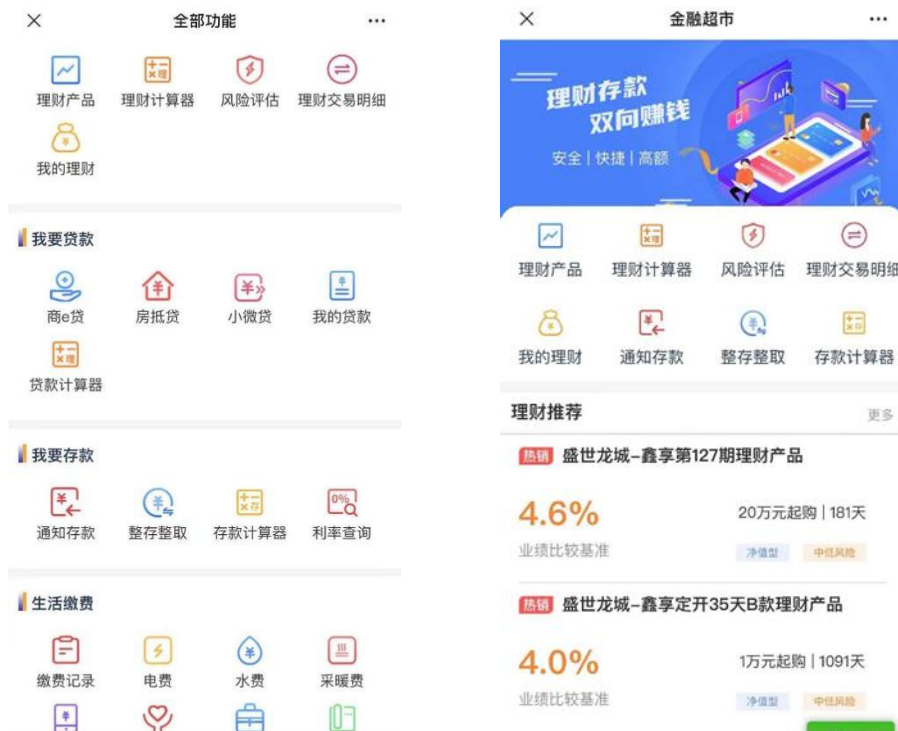 全部功能
理财产品 理财计算器 风险评估 理财交易明细
我的理财
我要贷款
商e贷 房抵贷 小微贷 我的贷款
贷款计算器
我要存款
通知存款 整存整取 存款计算器 利率查询
生活缴费
缴费记录 电费 水费 采暖费
金融超市
理财存款
双向赚钱
安全|快捷|高额
理财产品 理财计算器 风险评估 理财交易明细
我的理财 通知存款 整存整取 存款计算器
理财推荐 更多
热销 盛世龙城-鑫享第127期理财产品
4.6% 20万元起购|181天
业绩比较基准 净值型 中低风险
热销 盛世龙城-鑫享定开35天B款理财产品
4.0% 1万元起购|1091天
业绩比较基准 净值型 中低风险